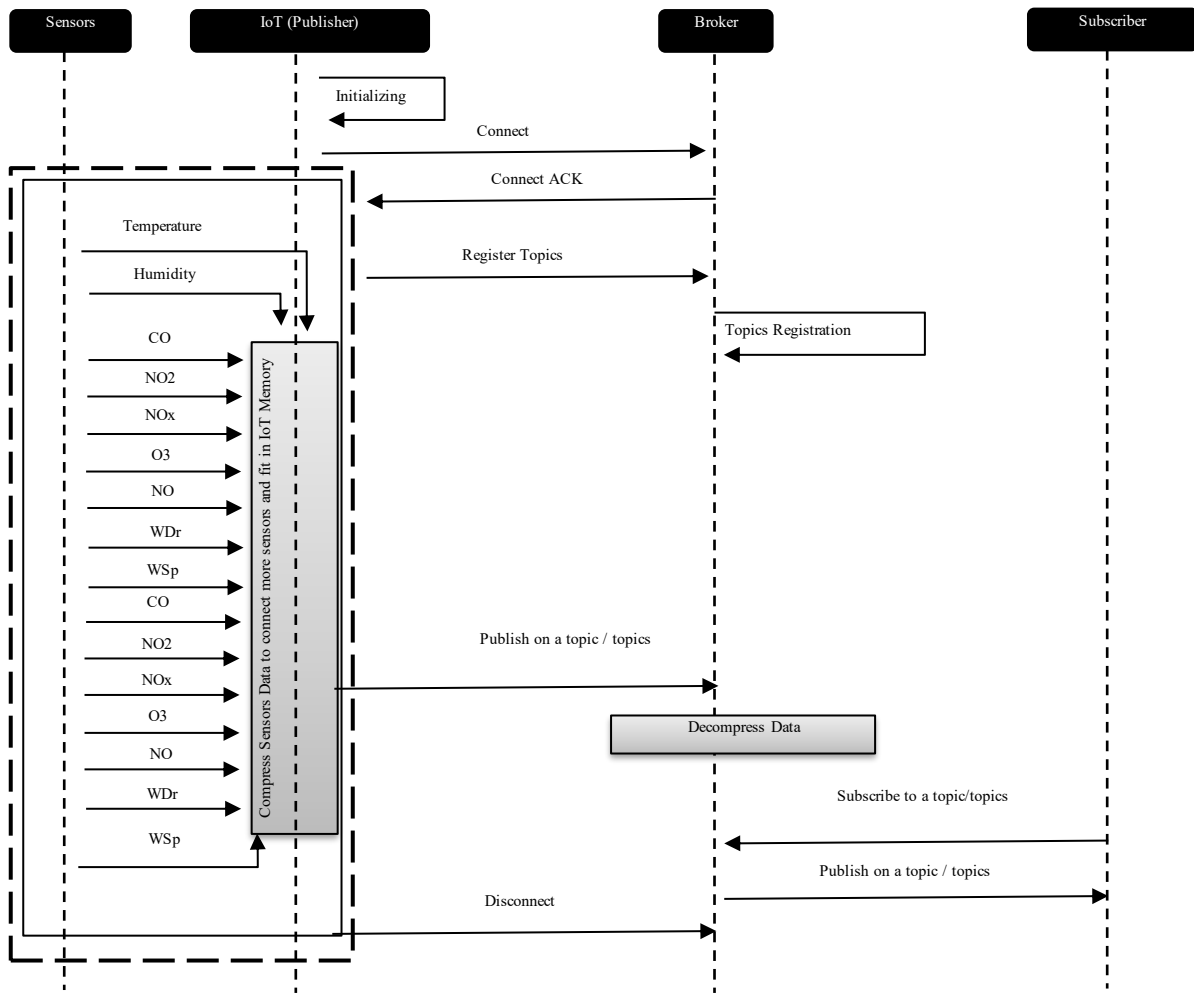 Sensors
IoT (Publisher)
Broker
Subscriber
Initializing
Connect
Connect ACK
Temperature
Register Topics
Humidity
Topics Registration
CO
NO2
NOx
O3
NO
WDr
WSp
CO
NO2
NOx
O3
NO
WDr
WSp
Compress Sensors Data to connect more sensors and fit in IoT Memory
Publish on a topic / topics
Decompress Data
Subscribe to a topic/topics
Publish on a topic / topics
Disconnect